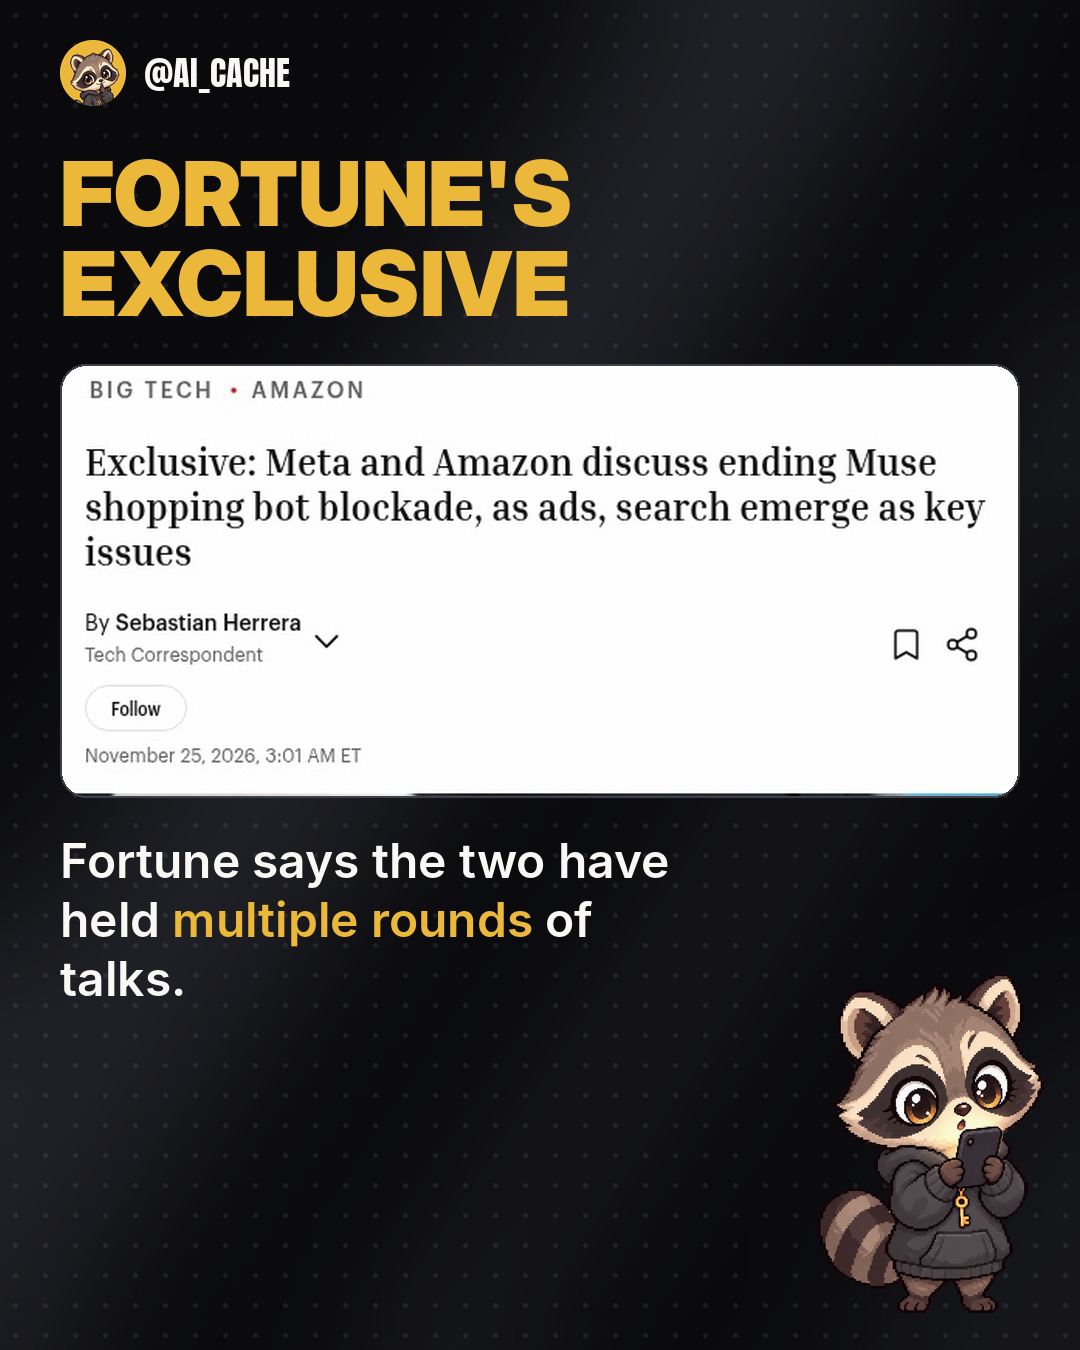 @AI_CACHE
FORTUNE'S
EXCLUSIVE
BIG TECH • AMAZON
Exclusive: Meta and Amazon discuss ending Muse
shopping bot blockade, as ads, search emerge as key
issues
By Sebastian Herrera
Tech Correspondent
Follow
November 25, 2026, 3:01 AM ET
Fortune says the two have
held multiple rounds of
talks.